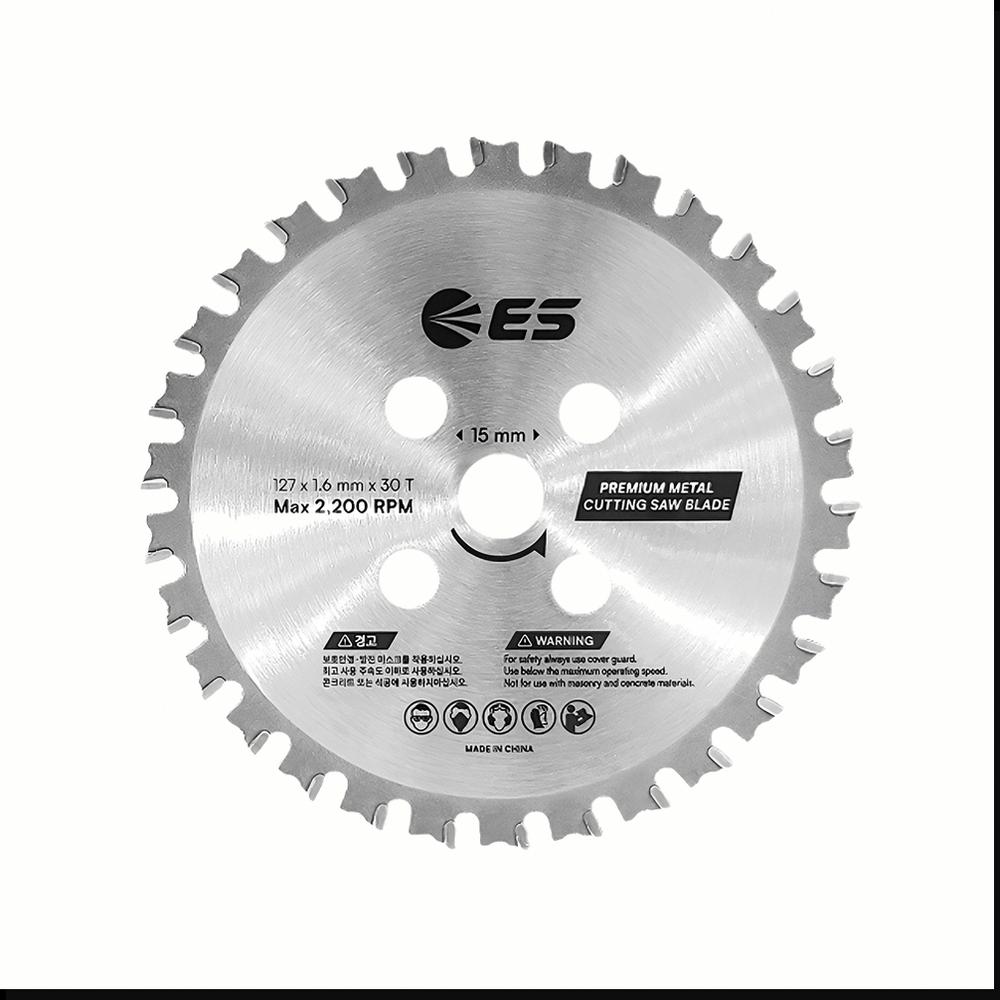 ES
15 mm
127 x 1.6 mm x 30 T
Max 2,200 RPM
PREMIUM METAL
CUTTING SAW BLADE
경고
보호안경·방진 마스크를 착용하십시오.
최고 사용 주속도 이하로 사용하십시오.
콘크리트 또는 석공에 사용하지마십시오.
WARNING
For safety always use cover guard.
Use below the maximum operating speed.
Not for use with masonry and concrete materials.
MADE IN CHINA